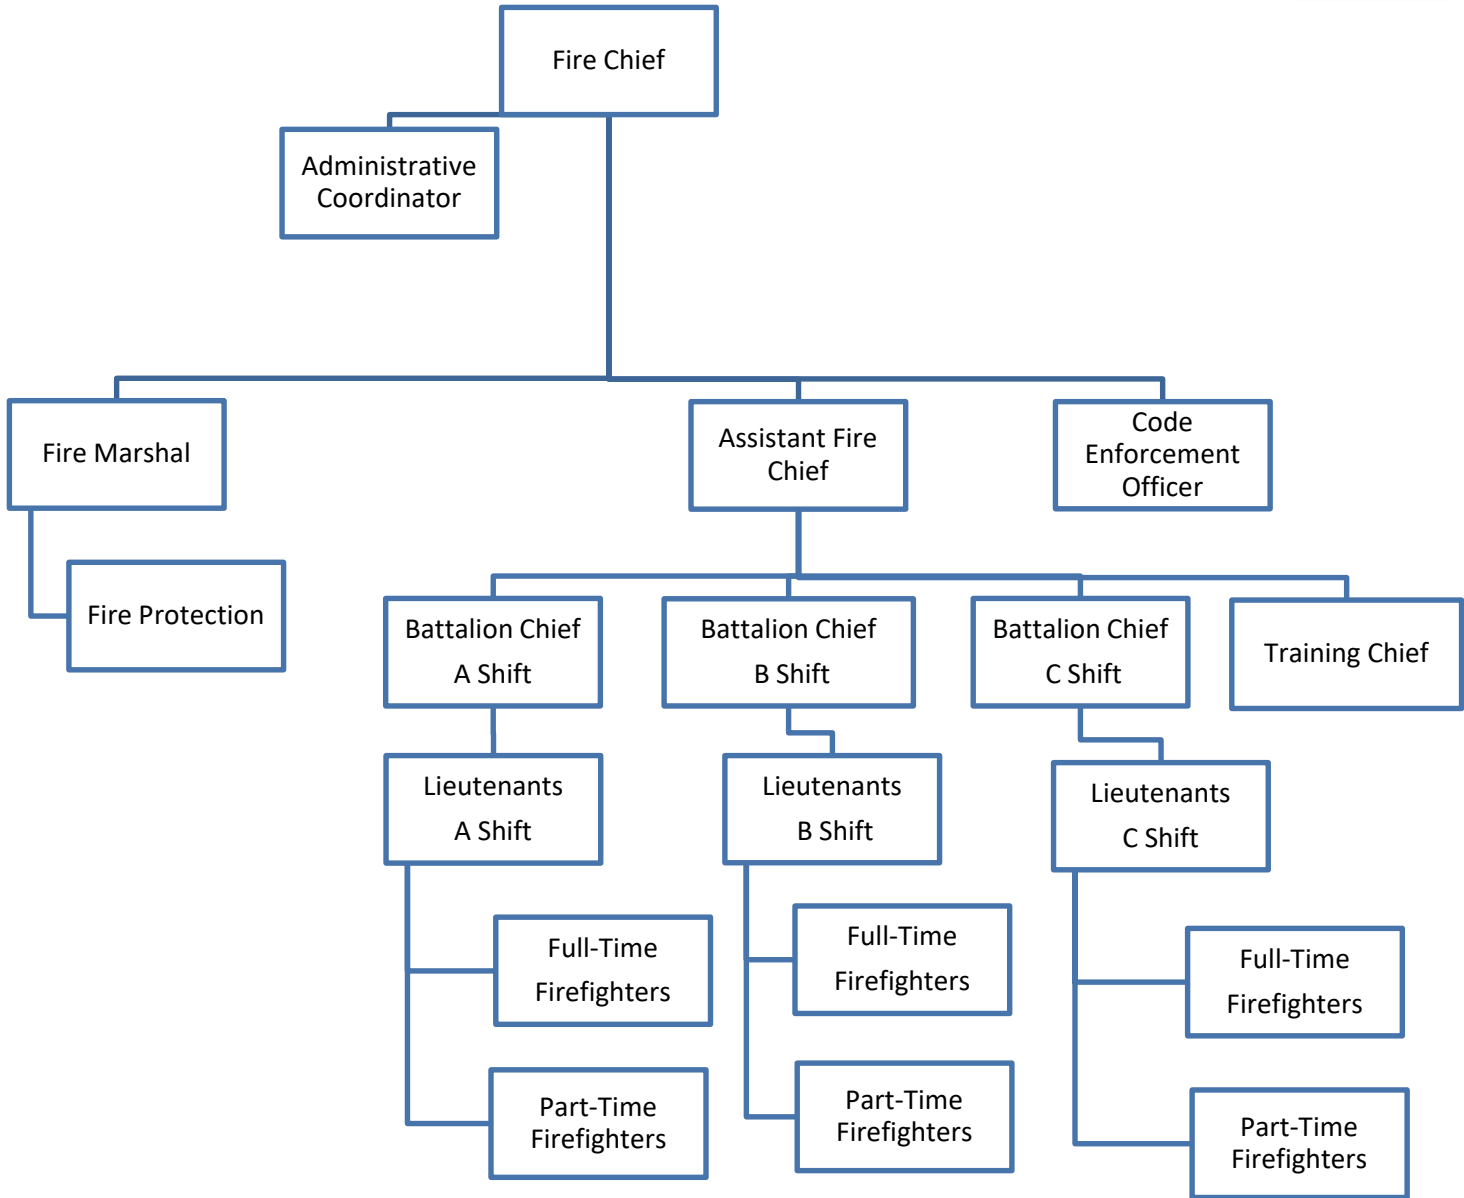 Fire Chief
Administrative
Coordinator
Fire Marshal
Assistant Fire
Chief
Code
Enforcement
Officer
Fire Protection
Battalion Chief
A Shift
Battalion Chief
B Shift
Battalion Chief
C Shift
Training Chief
Lieutenants
A Shift
Lieutenants
B Shift
Lieutenants
C Shift
Full-Time
Firefighters
Full-Time
Firefighters
Full-Time
Firefighters
Part-Time
Firefighters
Part-Time
Firefighters
Part-Time
Firefighters